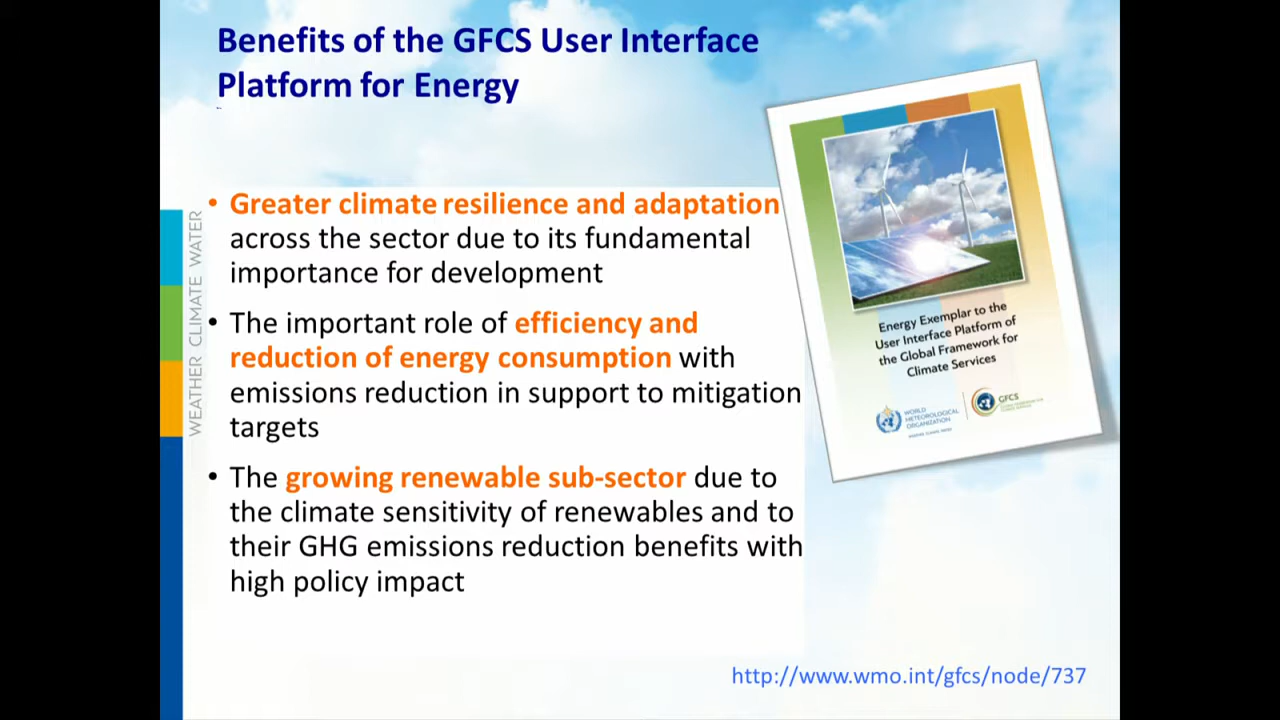 Benefits of the GFCS User Interface
Platform for Energy
• Greater climate resilience and adaptation
across the sector due to its fundamental
importance for development
• The important role of efficiency and
reduction of energy consumption with
emissions reduction in support to mitigation
targets
• The growing renewable sub-sector due to
the climate sensitivity of renewables and to
their GHG emissions reduction benefits with
high policy impact
WEATHER CLIMATE WATER
Energy Exemplar to the
User Interface Platform of
the Global Framework for
Climate Services
WORLD
METEOROLOGICAL
ORGANIZATION
GFCS
http://www.wmo.int/gfcs/node/737